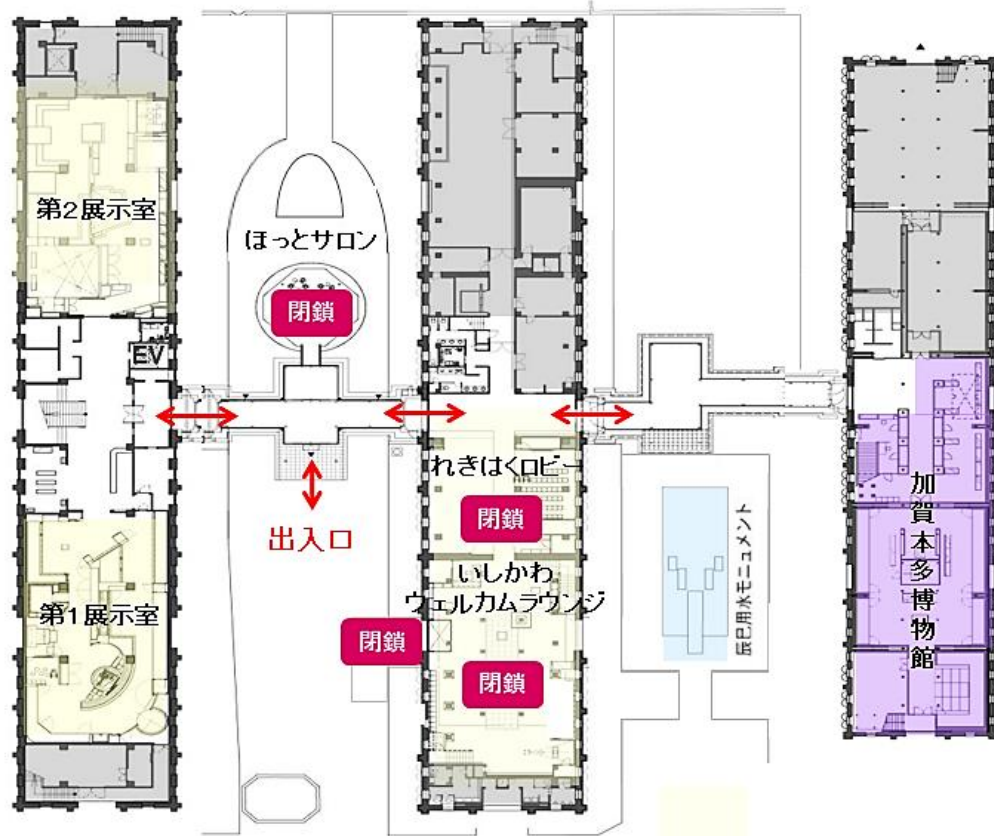 第2展示室
ほっとサロン
閉鎖
EV
出入口
第1展示室
れきはくロビー
閉鎖
いしかわ
ウェルカムラウンジ
閉鎖
閉鎖
辰巳用水モニュメント
加賀本多博物館